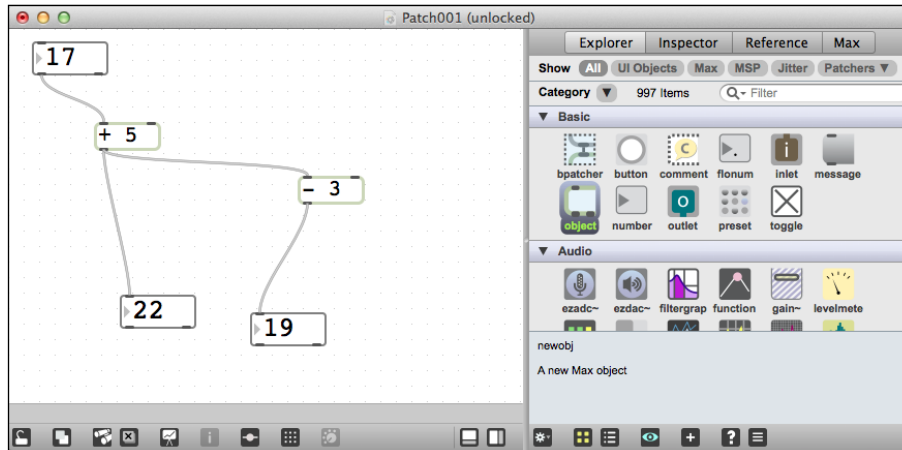 Patch001 (unlocked)
17
+ 5
- 3
22
19
Explorer Inspector Reference Max
Show All UI Objects Max MSP Jitter Patchers ▼
Category ▼ 997 Items Filter
▼ Basic
bpatcher button comment flonum inlet message
object number outlet preset toggle
▼ Audio
ezadc~ ezdac~ filtergrap function gain~ levelmete
newobj
A new Max object